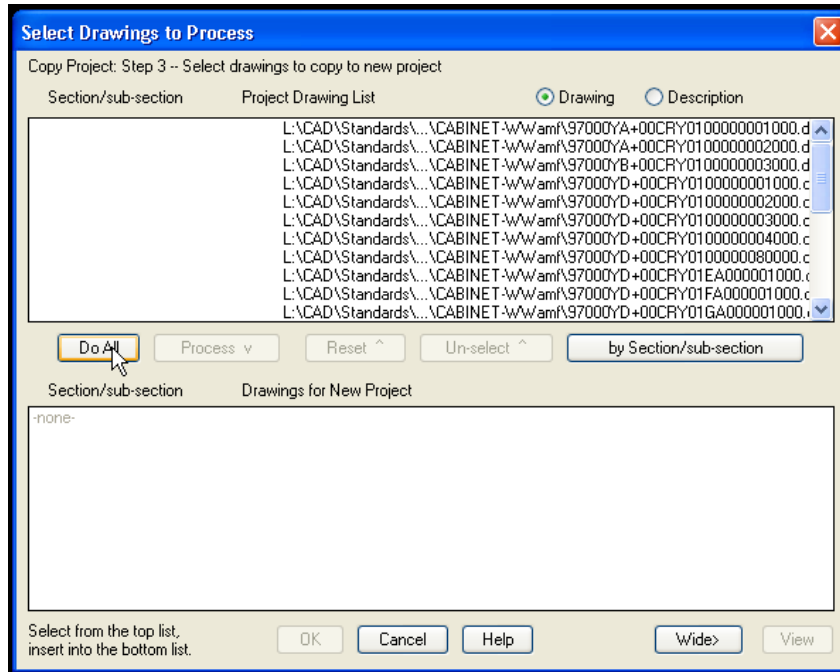 Select Drawings to Process
Copy Project: Step 3 -- Select drawings to copy to new project
Section/sub-section Project Drawing List Drawing Description
L:\CAD\Standards\...\CABINET-WWamf\97000YA+00CRY0100000001000.d
L:\CAD\Standards\...\CABINET-WWamf\97000YA+00CRY0100000002000.d
L:\CAD\Standards\...\CABINET-WWamf\97000YB+00CRY0100000003000.d
L:\CAD\Standards\...\CABINET-WWamf\97000YD+00CRY0100000001000.c
L:\CAD\Standards\...\CABINET-WWamf\97000YD+00CRY0100000002000.c
L:\CAD\Standards\...\CABINET-WWamf\97000YD+00CRY0100000003000.c
L:\CAD\Standards\...\CABINET-WWamf\97000YD+00CRY0100000004000.c
L:\CAD\Standards\...\CABINET-WWamf\97000YD+00CRY0100000080000.c
L:\CAD\Standards\...\CABINET-WWamf\97000YD+00CRY01EA000001000.c
L:\CAD\Standards\...\CABINET-WWamf\97000YD+00CRY01FA000001000.c
L:\CAD\Standards\...\CABINET-WWamf\97000YD+00CRY01GA000001000.
Do All Process v Reset ^ Un-select ^ by Section/sub-section
Section/sub-section Drawings for New Project
-none-
Select from the top list,
insert into the bottom list.
OK Cancel Help Wide> View